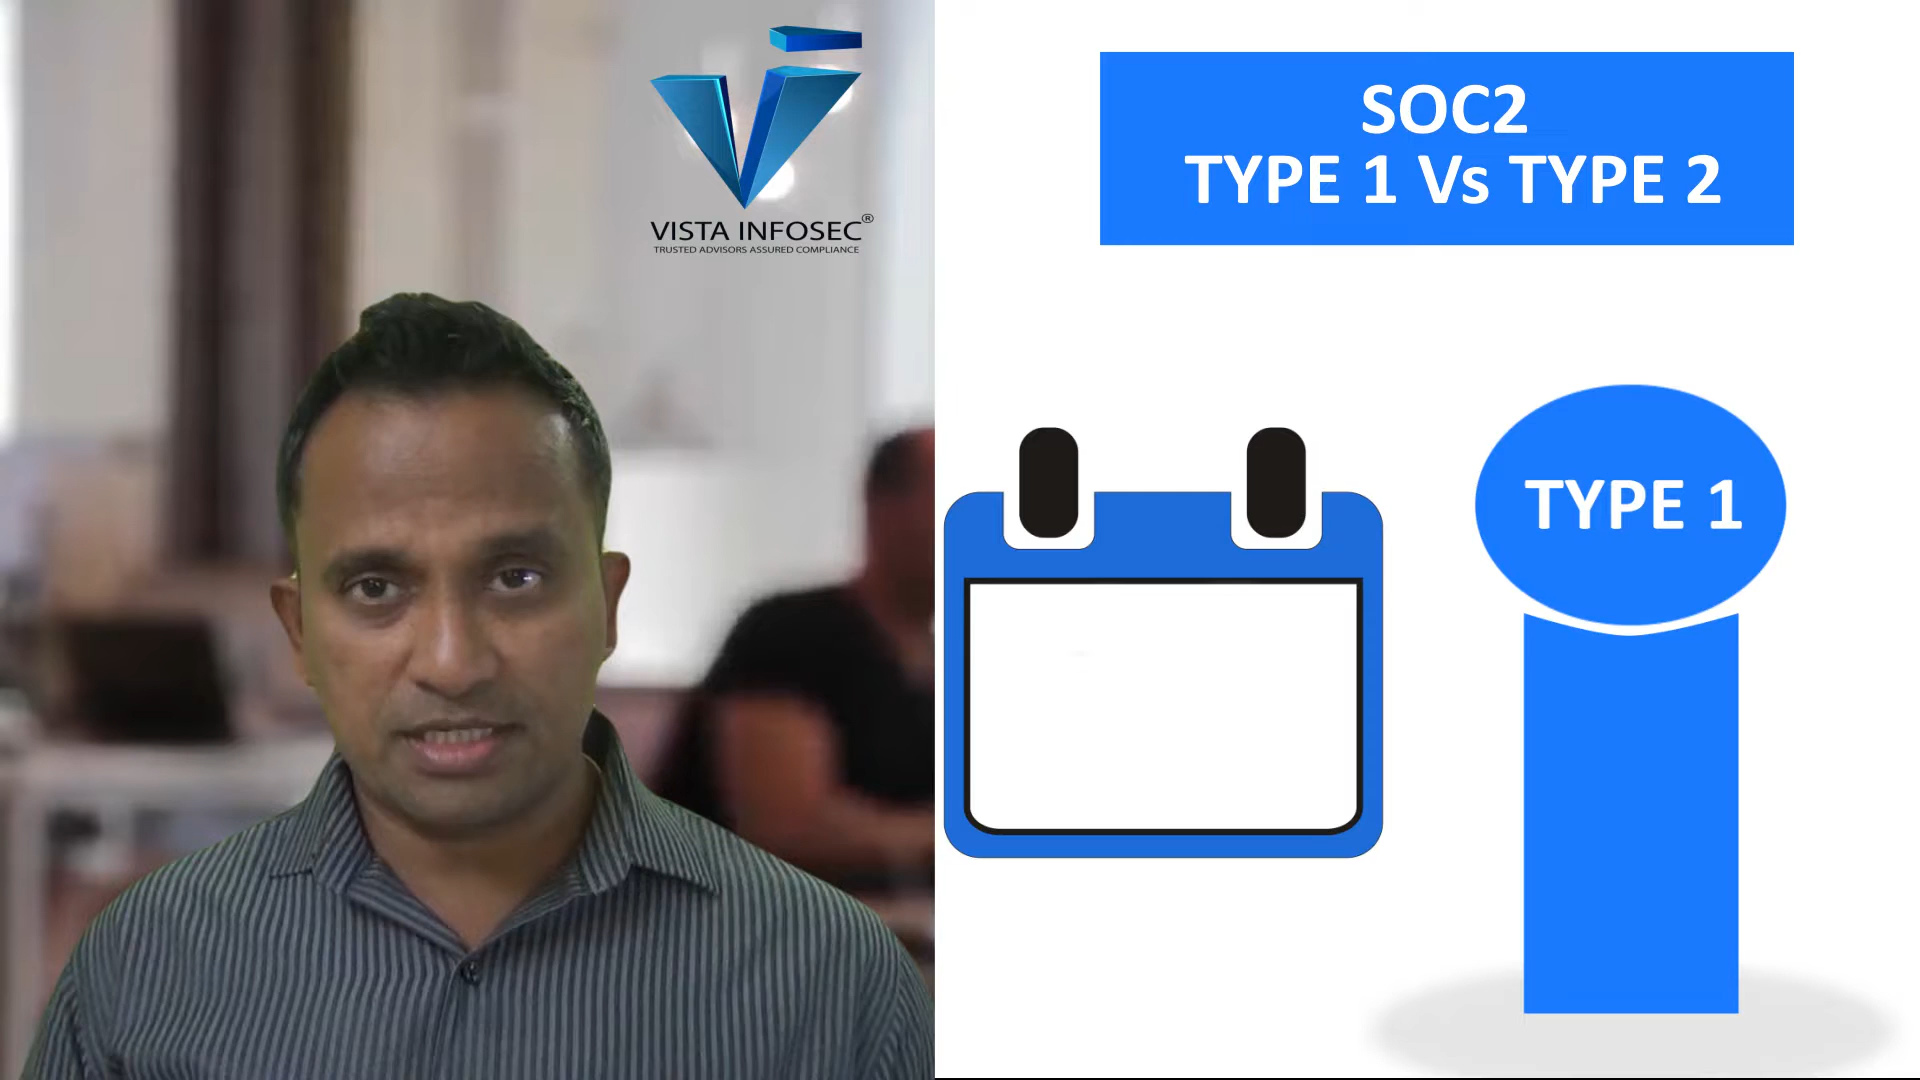 VISTA INFOSEC®
TRUSTED ADVISORS ASSURED COMPLIANCE
SOC2
TYPE 1 Vs TYPE 2
TYPE 1